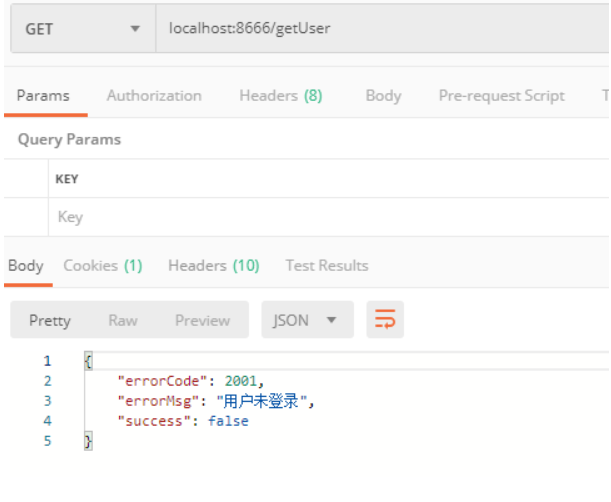 GET localhost:8666/getUser
Params Authorization Headers (8) Body Pre-request Script T
Query Params
KEY
Key
Body Cookies (1) Headers (10) Test Results
Pretty Raw Preview JSON
1 {
2 "errorCode": 2001,
3 "errorMsg": "用户未登录",
4 "success": false
5 }